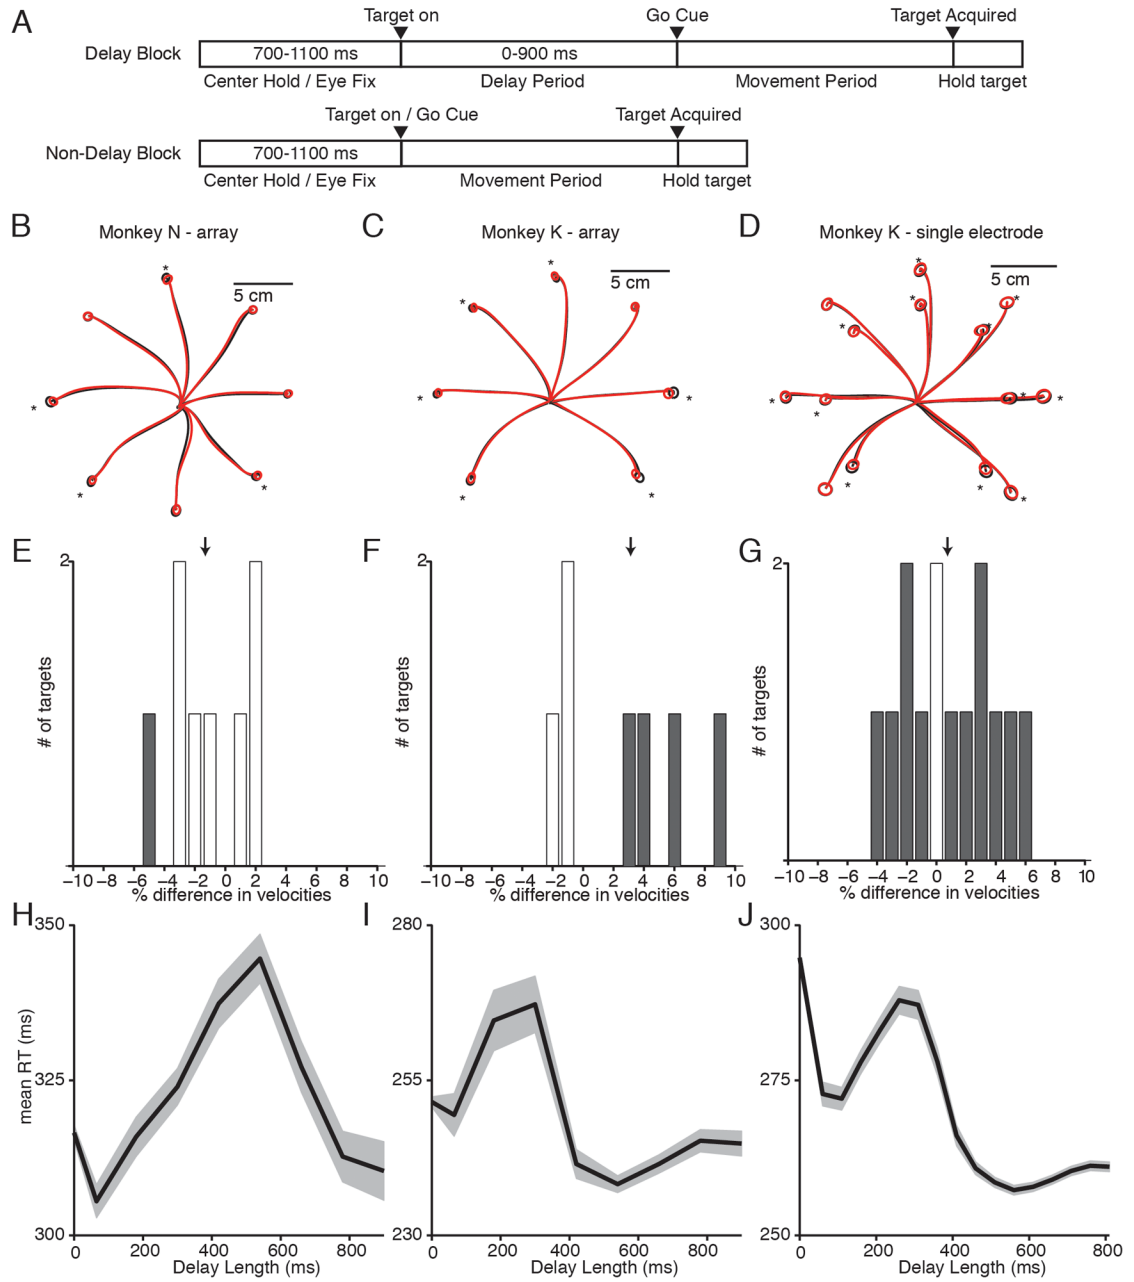 A
Target on Go Cue Target Acquired
Delay Block 700-1100 ms 0-900 ms
Center Hold / Eye Fix Delay Period Movement Period Hold target
Target on / Go Cue Target Acquired
Non-Delay Block 700-1100 ms
Center Hold / Eye Fix Movement Period Hold target
B Monkey N - array
5 cm
* * * *
C Monkey K - array
5 cm
* * * * * *
D Monkey K - single electrode
5 cm
* * * * * * * * * * * *
E
2
# of targets
−10 −8 −6 −4 −2 0 2 4 6 8 10
% difference in velocities
F
2
# of targets
−10 −8 −6 −4 −2 0 2 4 6 8 10
% difference in velocities
G
2
# of targets
−10 −8 −6 −4 −2 0 2 4 6 8 10
% difference in velocities
H
350
325
300
mean RT (ms)
0 200 400 600 800
Delay Length (ms)
I
280
255
230
0 200 400 600 800
Delay Length (ms)
J
300
275
250
0 200 400 600 800
Delay Length (ms)